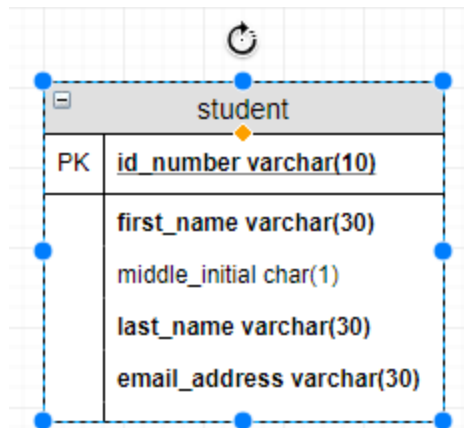 student
PK id_number varchar(10)
first_name varchar(30)
middle_initial char(1)
last_name varchar(30)
email_address varchar(30)